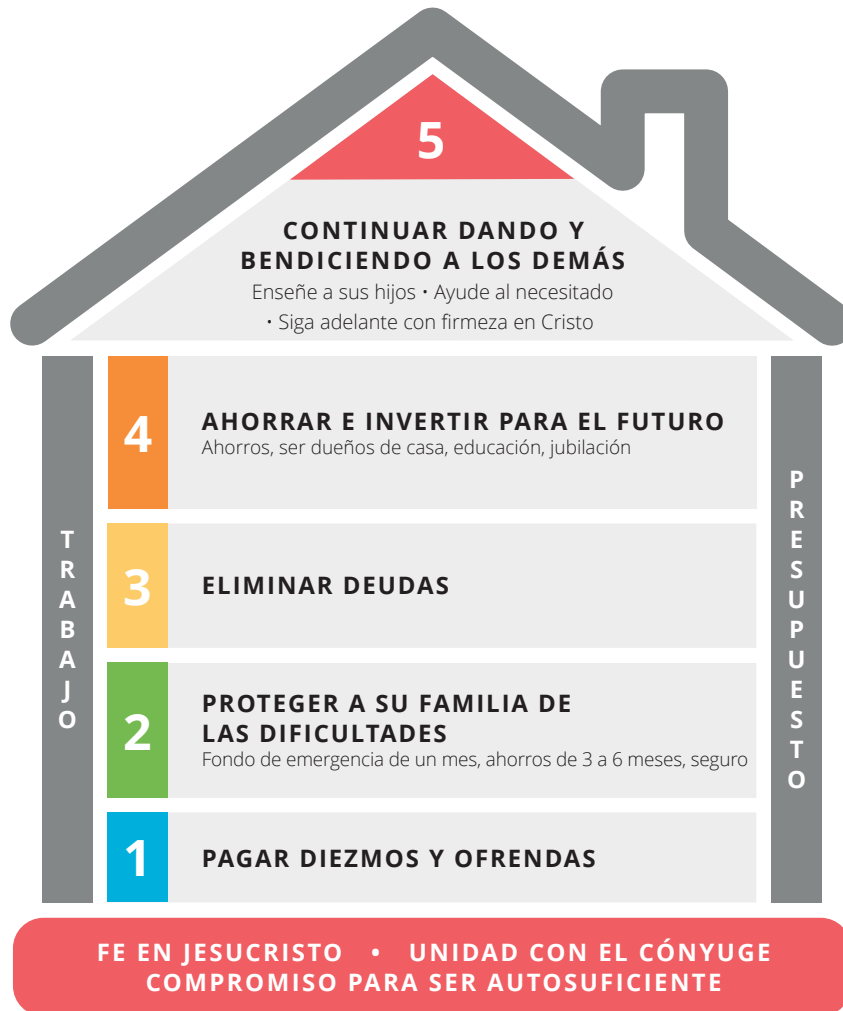 5
CONTINUAR DANDO Y
BENDICIENDO A LOS DEMÁS
Enseñe a sus hijos • Ayude al necesitado
• Siga adelante con firmeza en Cristo
4
AHORRAR E INVERTIR PARA EL FUTURO
Ahorros, ser dueños de casa, educación, jubilación
3
ELIMINAR DEUDAS
2
PROTEGER A SU FAMILIA DE
LAS DIFICULTADES
Fondo de emergencia de un mes, ahorros de 3 a 6 meses, seguro
1
PAGAR DIEZMOS Y OFRENDAS
TRABAJO
PRESUPUESTO
FE EN JESUCRISTO • UNIDAD CON EL CÓNYUGE
COMPROMISO PARA SER AUTOSUFICIENTE